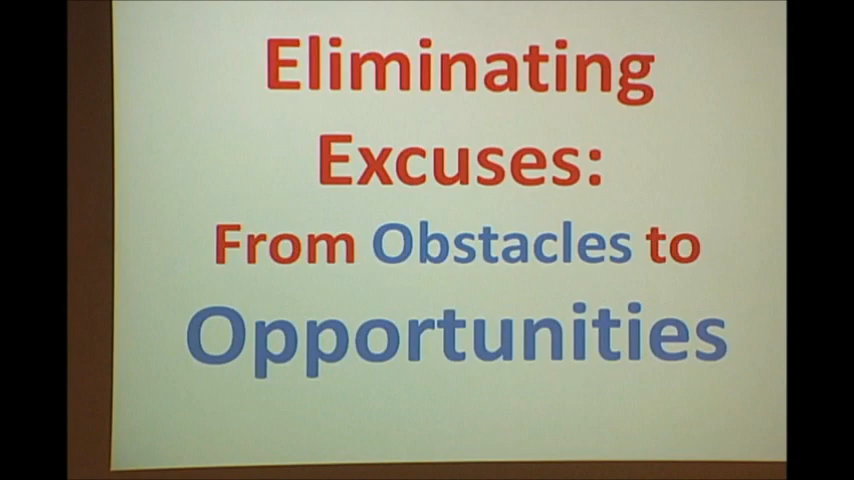 Eliminating
Excuses:
From Obstacles to
Opportunities